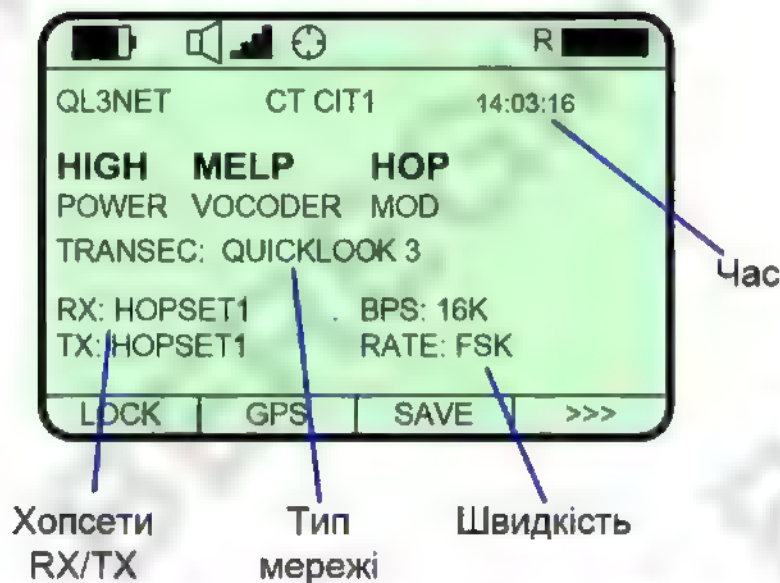 R
QL3NET CT CIT1 14:03:16
HIGH MELP HOP
POWER VOCODER MOD
TRANSEC: QUICKLOOK 3
Час
RX: HOPSET1 BPS: 16K
TX: HOPSET1 RATE: FSK
LOCK GPS SAVE >>>
Хопсети Тип Швидкість
RX/TX мережі